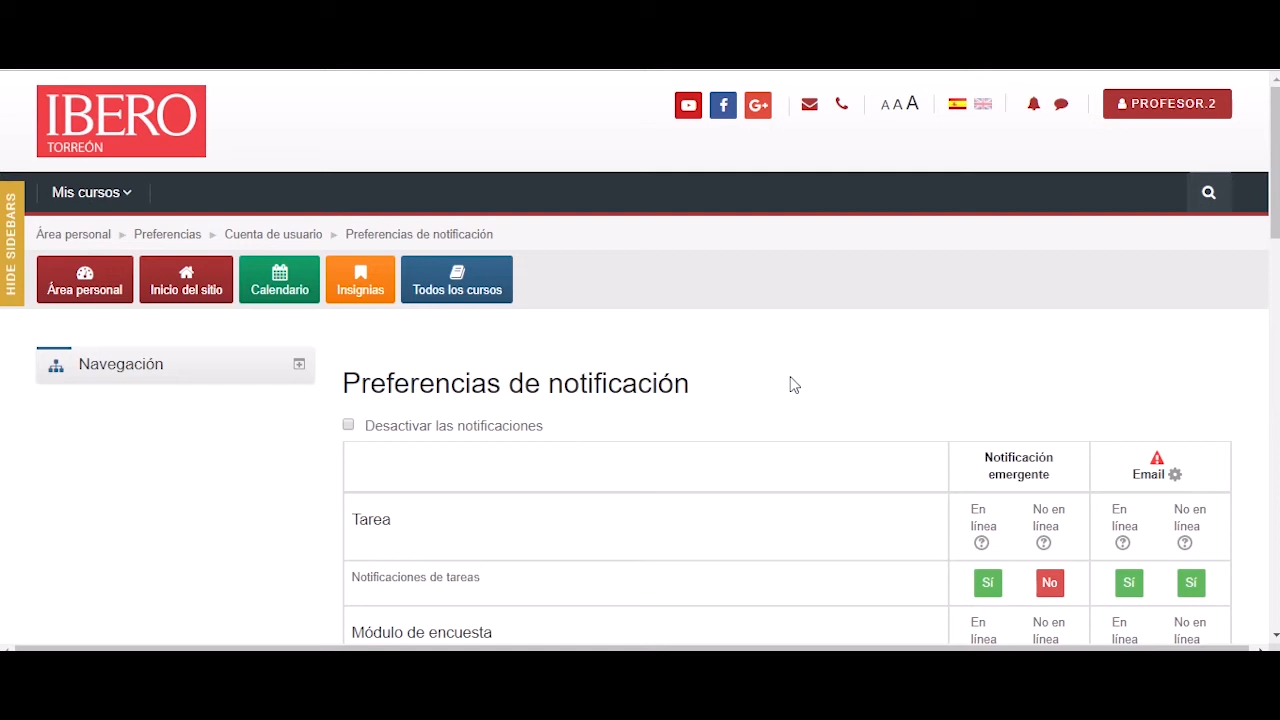 IBERO
TORREÓN
A A A
PROFESOR.2
Mis cursos
HIDE SIDEBARS
Área personal ► Preferencias ► Cuenta de usuario ► Preferencias de notificación
Área personal
Inicio del sitio
Calendario
Insignias
Todos los cursos
Navegación
Preferencias de notificación
Desactivar las notificaciones
Notificación
emergente
Email
Tarea
En
línea
No en
línea
En
línea
No en
línea
Notificaciones de tareas
Sí
No
Sí
Sí
Módulo de encuesta
En
línea
No en
línea
En
línea
No en
línea